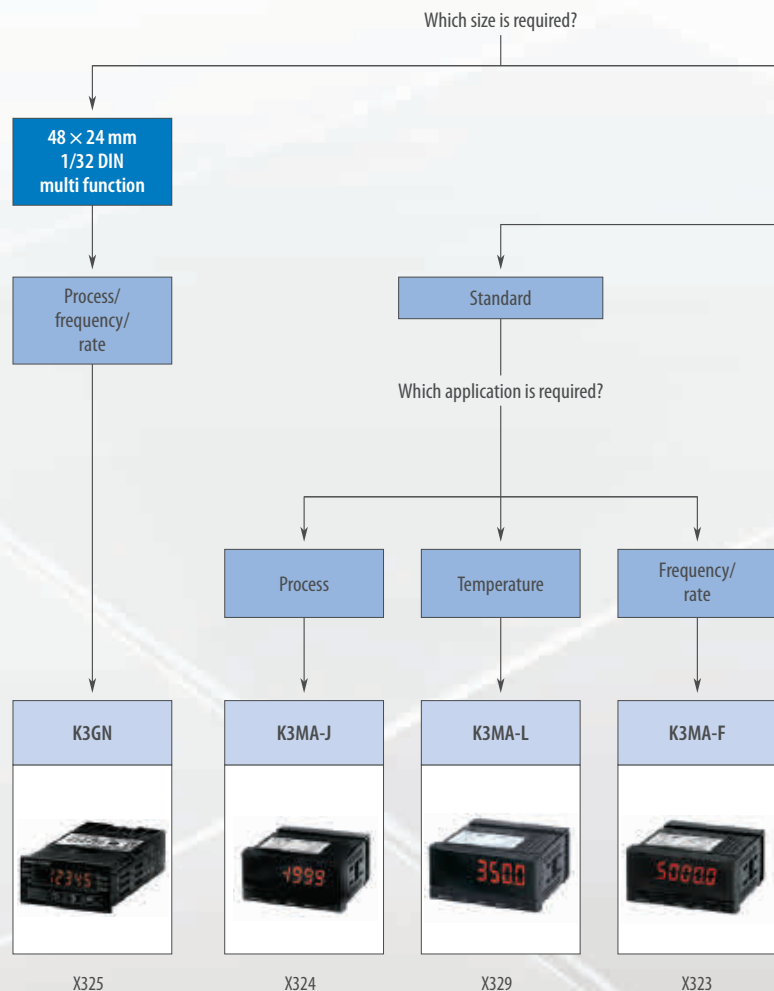 Which size is required?
48 × 24 mm
1/32 DIN
multi function
Process/
frequency/
rate
Standard
Which application is required?
Process
Temperature
Frequency/
rate
K3GN
K3MA-J
K3MA-L
K3MA-F
12345
-1999
350.0
5000.0
X325
X324
X329
X323